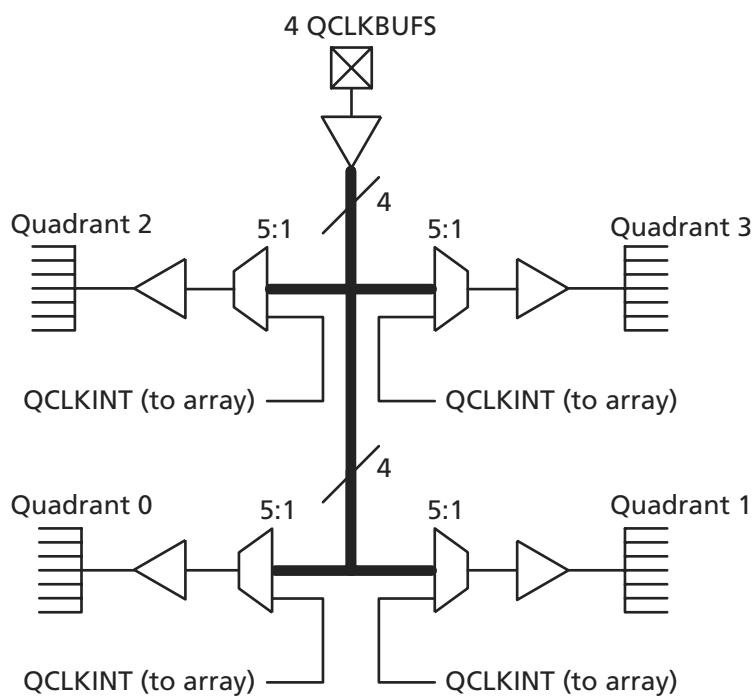 4 QCLKBUFS
4
Quadrant 2
5:1
5:1
Quadrant 3
QCLKINT (to array)
QCLKINT (to array)
4
Quadrant 0
5:1
5:1
Quadrant 1
QCLKINT (to array)
QCLKINT (to array)